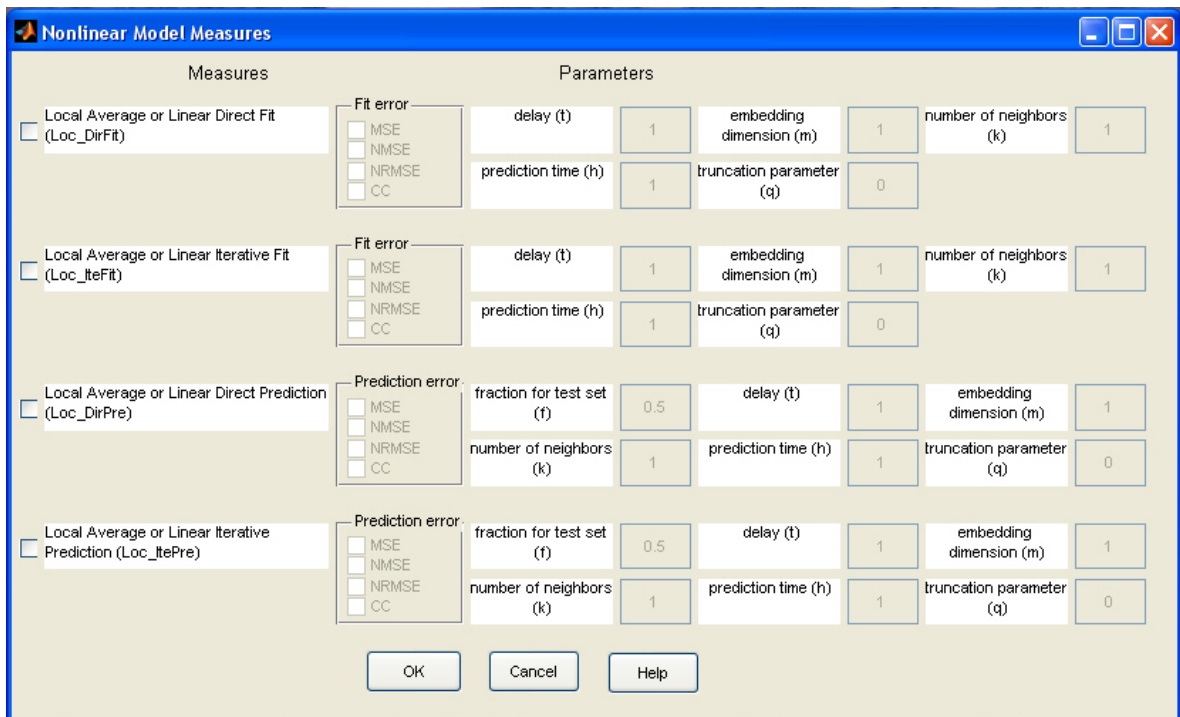 Nonlinear Model Measures
Measures Parameters
Local Average or Linear Direct Fit
(Loc_DirFit)
Fit error
MSE
NMSE
NRMSE
CC
delay (t)
1
embedding
dimension (m)
1
number of neighbors
(k)
1
prediction time (h)
1
truncation parameter
(q)
0
Local Average or Linear Iterative Fit
(Loc_IteFit)
Fit error
MSE
NMSE
NRMSE
CC
delay (t)
1
embedding
dimension (m)
1
number of neighbors
(k)
1
prediction time (h)
1
truncation parameter
(q)
0
Local Average or Linear Direct Prediction
(Loc_DirPre)
Prediction error
MSE
NMSE
NRMSE
CC
fraction for test set
(f)
0.5
delay (t)
1
embedding
dimension (m)
1
number of neighbors
(k)
1
prediction time (h)
1
truncation parameter
(q)
0
Local Average or Linear Iterative
Prediction (Loc_ItePre)
Prediction error
MSE
NMSE
NRMSE
CC
fraction for test set
(f)
0.5
delay (t)
1
embedding
dimension (m)
1
number of neighbors
(k)
1
prediction time (h)
1
truncation parameter
(q)
0
OK Cancel Help